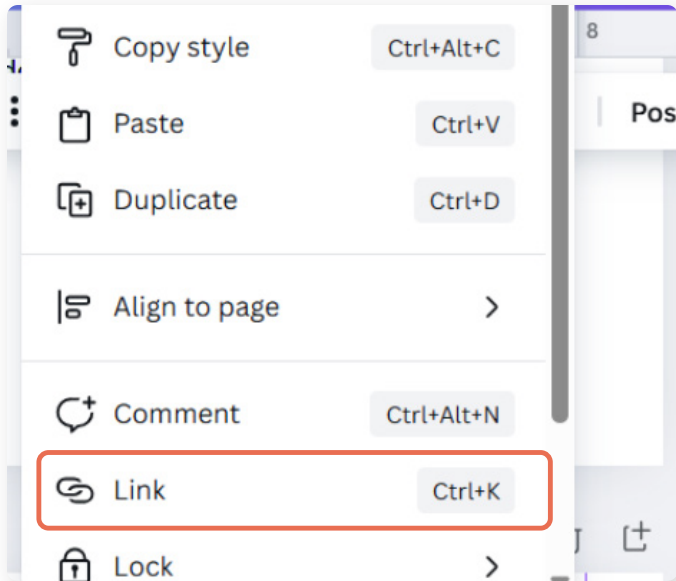 8
Copy style Ctrl+Alt+C
Paste Ctrl+V
Pos
Duplicate Ctrl+D
Align to page
Comment Ctrl+Alt+N
Link Ctrl+K
Lock